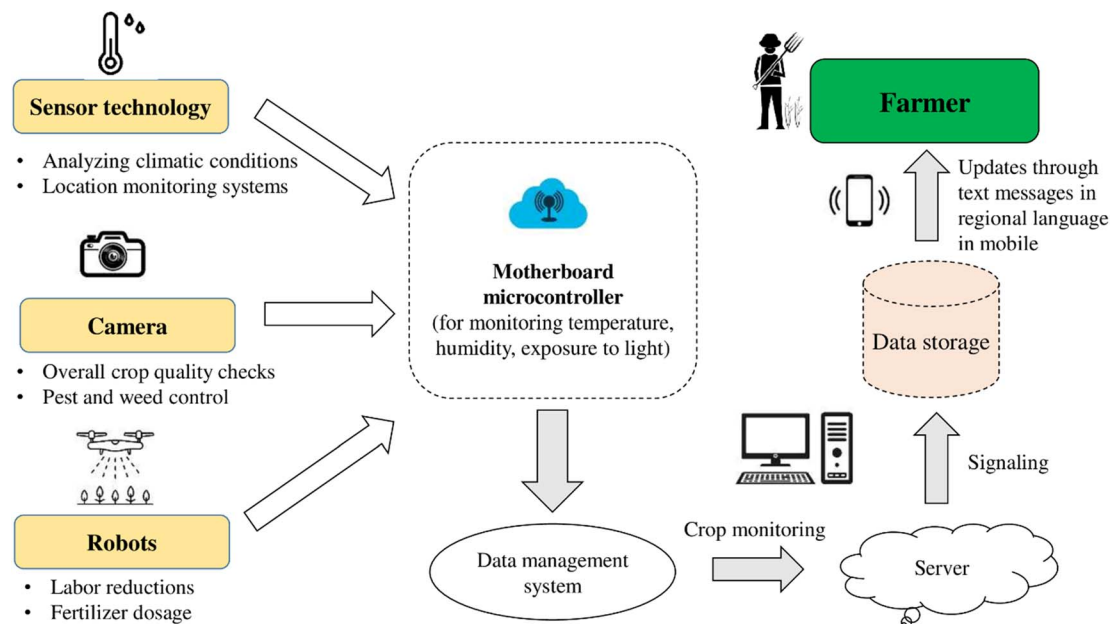 Sensor technology
• Analyzing climatic conditions
• Location monitoring systems
Camera
• Overall crop quality checks
• Pest and weed control
Robots
• Labor reductions
• Fertilizer dosage
Motherboard
microcontroller
(for monitoring temperature,
humidity, exposure to light)
Data management
system
Crop monitoring
Server
Signaling
Data storage
Updates through
text messages in
regional language
in mobile
Farmer